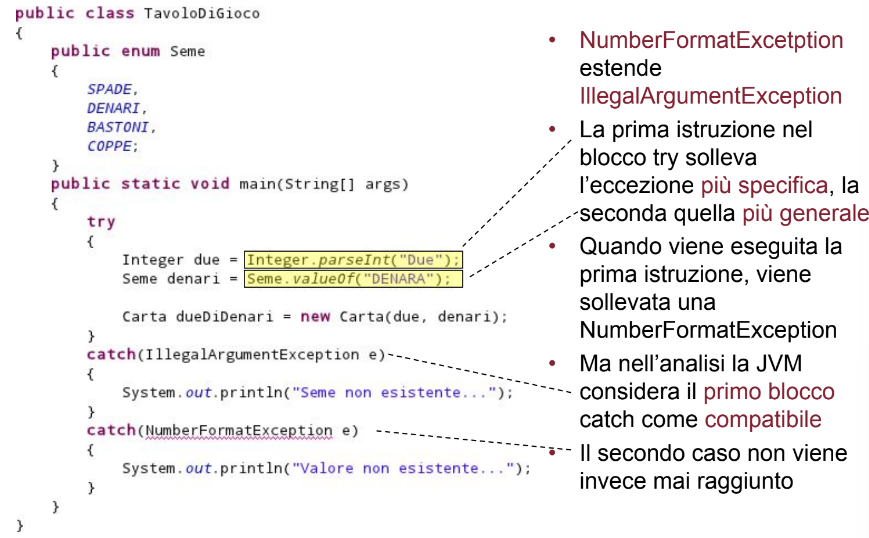 public class TavoloDiGioco
{
public enum Seme
{
SPADE,
DENARI,
BASTONI,
COPPE;
}
public static void main(String[] args)
{
try
{
Integer due = Integer.parseInt("Due");
Seme denari = Seme.valueOf("DENARA");
Carta dueDiDenari = new Carta(due, denari);
}
catch(IllegalArgumentException e)
{
System.out.println("Seme non esistente...");
}
catch(NumberFormatException e)
{
System.out.println("Valore non esistente...");
}
}
}
• NumberFormatExcetption
estende
IllegalArgumentException
• La prima istruzione nel
blocco try solleva
l'eccezione più specifica, la
seconda quella più generale
• Quando viene eseguita la
prima istruzione, viene
sollevata una
NumberFormatException
• Ma nell'analisi la JVM
considera il primo blocco
catch come compatibile
• Il secondo caso non viene
invece mai raggiunto